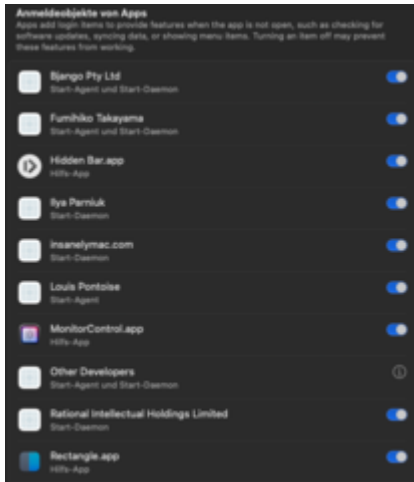 Anmeldeobjekte von Apps
Apps add login items to provide features when the app is not open, such as checking for
software updates, syncing data, or showing menu items. Turning an item off may prevent
these features from working.
Bjango Pty Ltd
Start-Agent und Start-Daemon
Fumihiko Takayama
Start-Agent und Start-Daemon
Hidden Bar.app
Hilfs-App
Ilya Parniuk
Start-Daemon
insanelymac.com
Start-Daemon
Louis Pontoise
Start-Agent
MonitorControl.app
Hilfs-App
Other Developers
Start-Agent und Start-Daemon
Rational Intellectual Holdings Limited
Start-Daemon
Rectangle.app
Hilfs-App